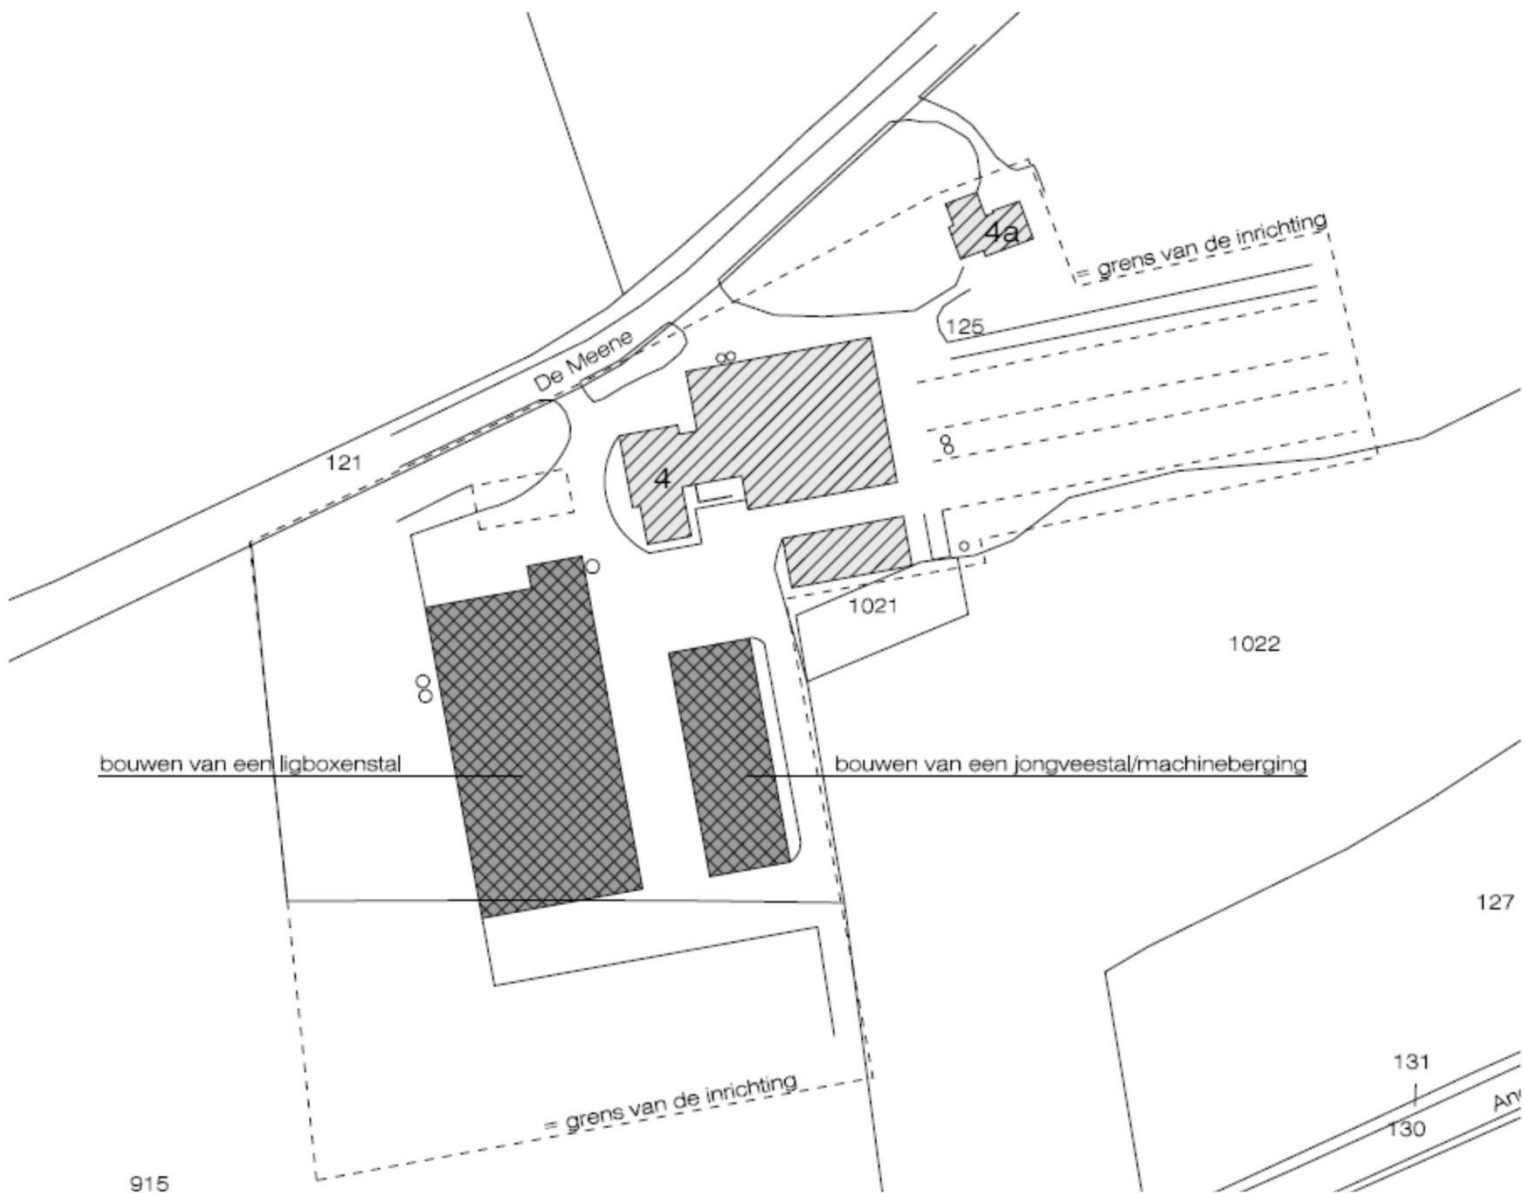 4a
= grens van de inrichting
125
De Meene
121
4
1021
1022
bouwen van een ligboxenstal
bouwen van een jongveestal/machineberging
127
131
= grens van de inrichting
130
915